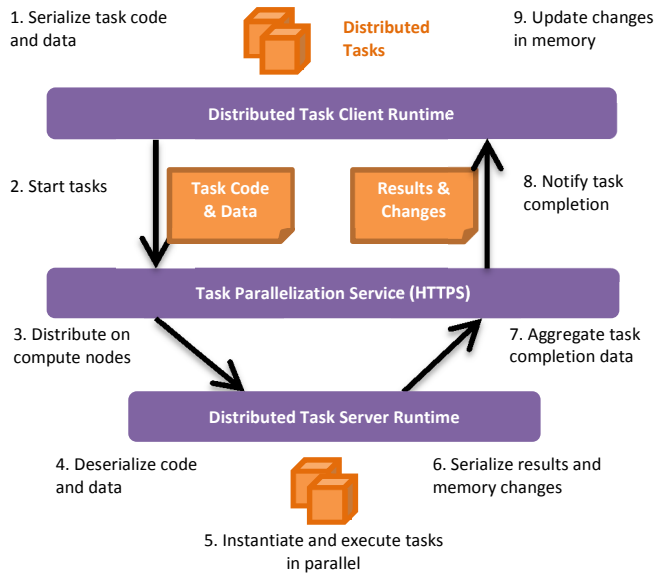 1. Serialize task code
and data
Distributed
Tasks
9. Update changes
in memory
Distributed Task Client Runtime
2. Start tasks
Task Code
& Data
Results &
Changes
8. Notify task
completion
Task Parallelization Service (HTTPS)
3. Distribute on
compute nodes
7. Aggregate task
completion data
Distributed Task Server Runtime
4. Deserialize code
and data
6. Serialize results and
memory changes
5. Instantiate and execute tasks
in parallel